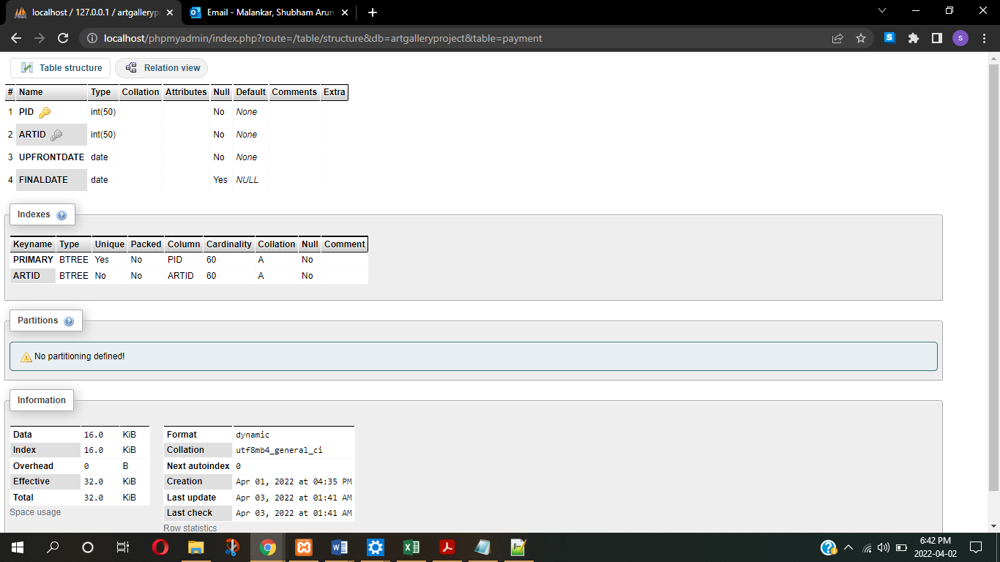 localhost / 127.0.0.1 / artgalleryp
Email - Malankar, Shubham Arun
localhost/phpmyadmin/index.php?route=/table/structure&db=artgalleryproject&table=payment
S
s
Table structure Relation view
# Name Type Collation Attributes Null Default Comments Extra
1 PID int(50) No None
2 ARTID int(50) No None
3 UPFRONTDATE date No None
4 FINALDATE date Yes NULL
Indexes
Keyname Type Unique Packed Column Cardinality Collation Null Comment
PRIMARY BTREE Yes No PID 60 A No
ARTID BTREE No No ARTID 60 A No
Partitions
No partitioning defined!
Information
Data 16.0 KiB
Index 16.0 KiB
Overhead 0 B
Effective 32.0 KiB
Total 32.0 KiB
Space usage
Format dynamic
Collation utf8mb4_general_ci
Next autoindex 0
Creation Apr 01, 2022 at 04:35 PM
Last update Apr 03, 2022 at 01:41 AM
Last check Apr 03, 2022 at 01:41 AM
Row statistics
6:42 PM
2022-04-02